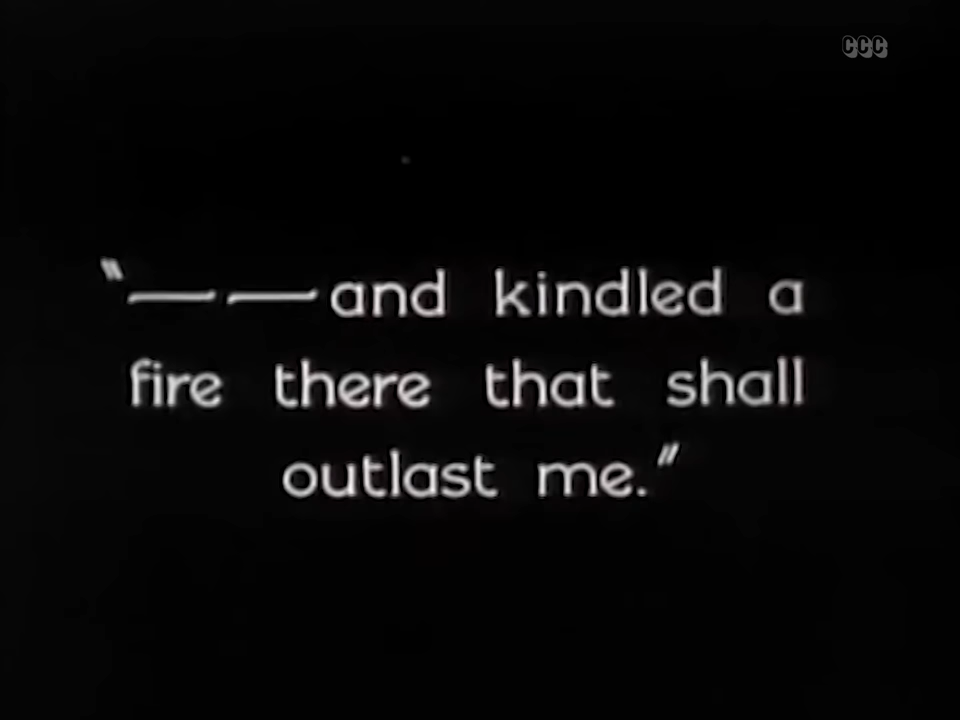 CCC
"— —and kindled a
fire there that shall
outlast me."